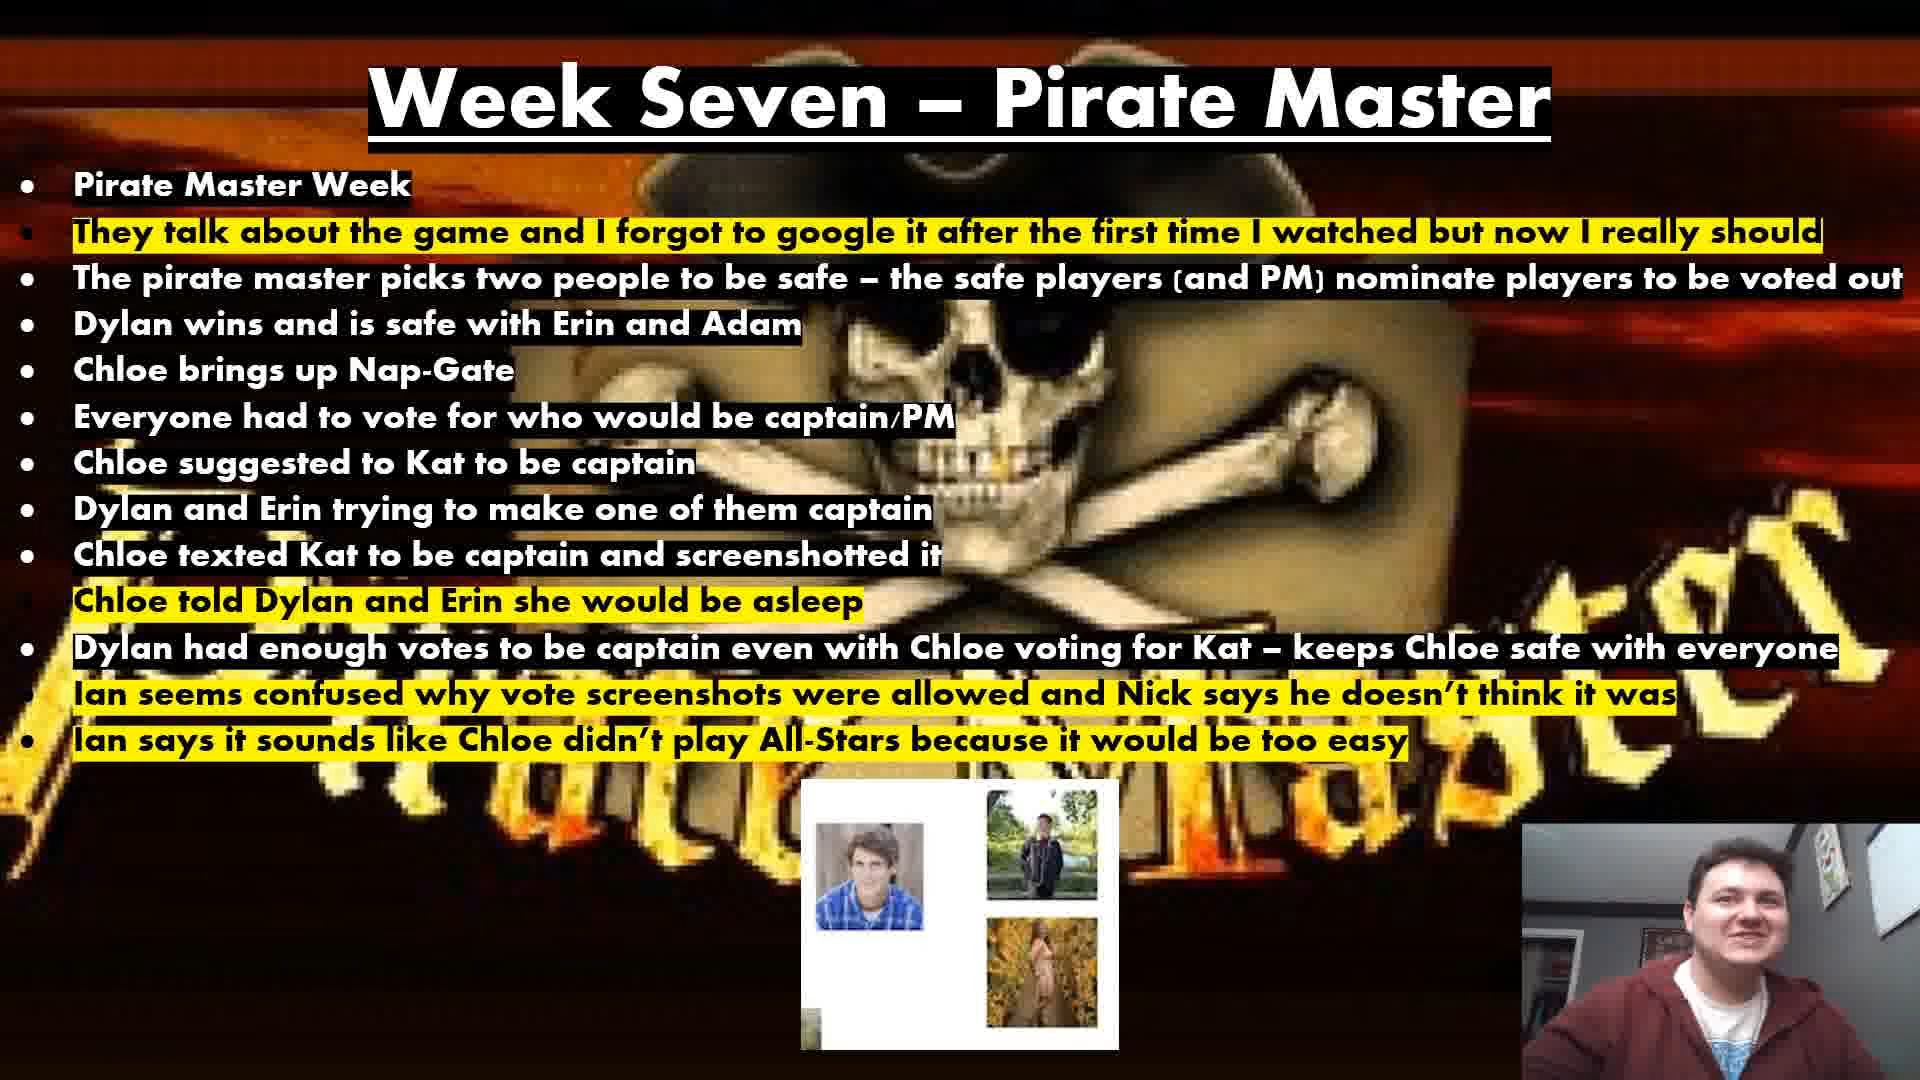 Week Seven – Pirate Master
• Pirate Master Week
• They talk about the game and I forgot to google it after the first time I watched but now I really should
• The pirate master picks two people to be safe – the safe players (and PM) nominate players to be voted out
• Dylan wins and is safe with Erin and Adam
• Chloe brings up Nap-Gate
• Everyone had to vote for who would be captain/PM
• Chloe suggested to Kat to be captain
• Dylan and Erin trying to make one of them captain
• Chloe texted Kat to be captain and screenshotted it
• Chloe told Dylan and Erin she would be asleep
• Dylan had enough votes to be captain even with Chloe voting for Kat – keeps Chloe safe with everyone
• Ian seems confused why vote screenshots were allowed and Nick says he doesn’t think it was
• Ian says it sounds like Chloe didn’t play All-Stars because it would be too easy
Pirate Master